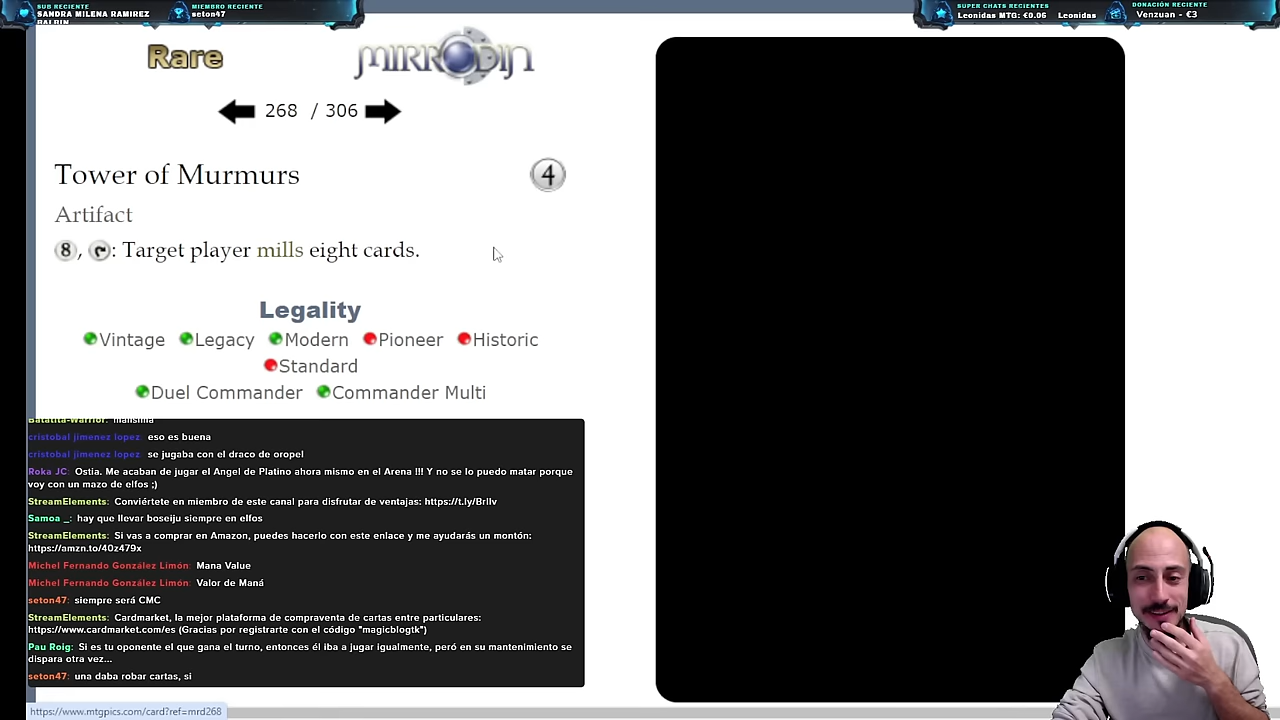 SUB RECIENTE
SANDRA MILENA RAMIREZ
MIEMBRO RECIENTE
seton47
SUPER CHATS RECIENTES
Leonidas MTG: €0.06 Leonidas
DONACIÓN RECIENTE
Venzuan - €3
Rare
MIRRODIN
268 / 306
Tower of Murmurs
4
Artifact
8, : Target player mills eight cards.
Legality
Vintage Legacy Modern Pioneer Historic
Standard
Duel Commander Commander Multi
Batatita-Warrior: malisima
cristobal jimenez lopez: eso es buena
cristobal jimenez lopez: se jugaba con el draco de oropel
Roka JC: Ostia. Me acaban de jugar el Angel de Platino ahora mismo en el Arena !!! Y no se lo puedo matar porque
voy con un mazo de elfos ;)
StreamElements: Conviértete en miembro de este canal para disfrutar de ventajas: https://t.ly/BrlIv
Samoa _: hay que llevar boseiju siempre en elfos
StreamElements: Si vas a comprar en Amazon, puedes hacerlo con este enlace y me ayudarás un montón:
https://amzn.to/40z479x
Michel Fernando González Limón: Mana Value
Michel Fernando González Limón: Valor de Maná
seton47: siempre será CMC
StreamElements: Cardmarket, la mejor plataforma de compraventa de cartas entre particulares:
https://www.cardmarket.com/es (Gracias por registrarte con el código "magicblogtk")
Pau Roig: Si es tu oponente el que gana el turno, entonces él iba a jugar igualmente, peró en su mantenimiento se
dispara otra vez...
seton47: una daba robar cartas, si
https://www.mtgpics.com/card?ref=mrd268